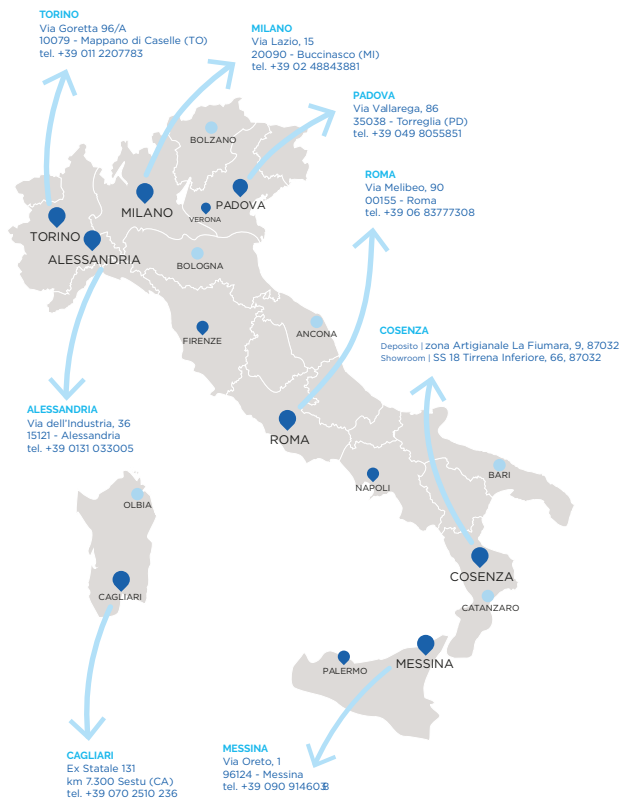 TORINO
Via Goretta 96/A
10079 - Mappano di Caselle (TO)
tel. +39 011 2207783
MILANO
Via Lazio, 15
20090 - Buccinasco (MI)
tel. +39 02 48843881
PADOVA
Via Vallarega, 86
35038 - Torreglia (PD)
tel. +39 049 8055851
ROMA
Via Melibeo, 90
00155 - Roma
tel. +39 06 83777308
BOLZANO
MILANO
VERONA
PADOVA
TORINO
ALESSANDRIA
BOLOGNA
FIRENZE
ANCONA
COSENZA
Deposito | zona Artigianale La Fiumara, 9, 87032
Showroom | SS 18 Tirrena Inferiore, 66, 87032
ALESSANDRIA
Via dell'Industria, 36
15121 - Alessandria
tel. +39 0131 033005
ROMA
NAPOLI
BARI
OLBIA
CAGLIARI
COSENZA
CATANZARO
PALERMO
MESSINA
CAGLIARI
Ex Statale 131
km 7.300 Sestu (CA)
tel. +39 070 2510 236
MESSINA
Via Oreto, 1
96124 - Messina
tel. +39 090